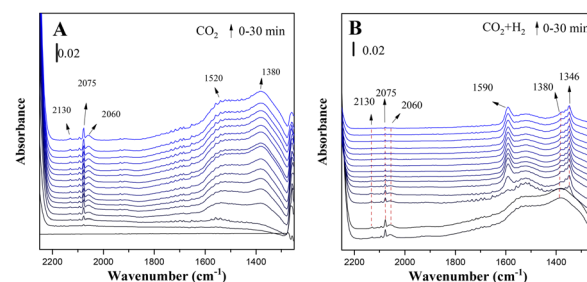 A
CO2 ↑ 0-30 min
0.02
2075
2130
2060
1520
1380
Absorbance
2200 2000 1800 1600 1400
Wavenumber (cm-1)
B
CO2+H2 ↑ 0-30 min
0.02
2075
2130
2060
1590
1380
1346
Absorbance
2200 2000 1800 1600 1400
Wavenumber (cm-1)